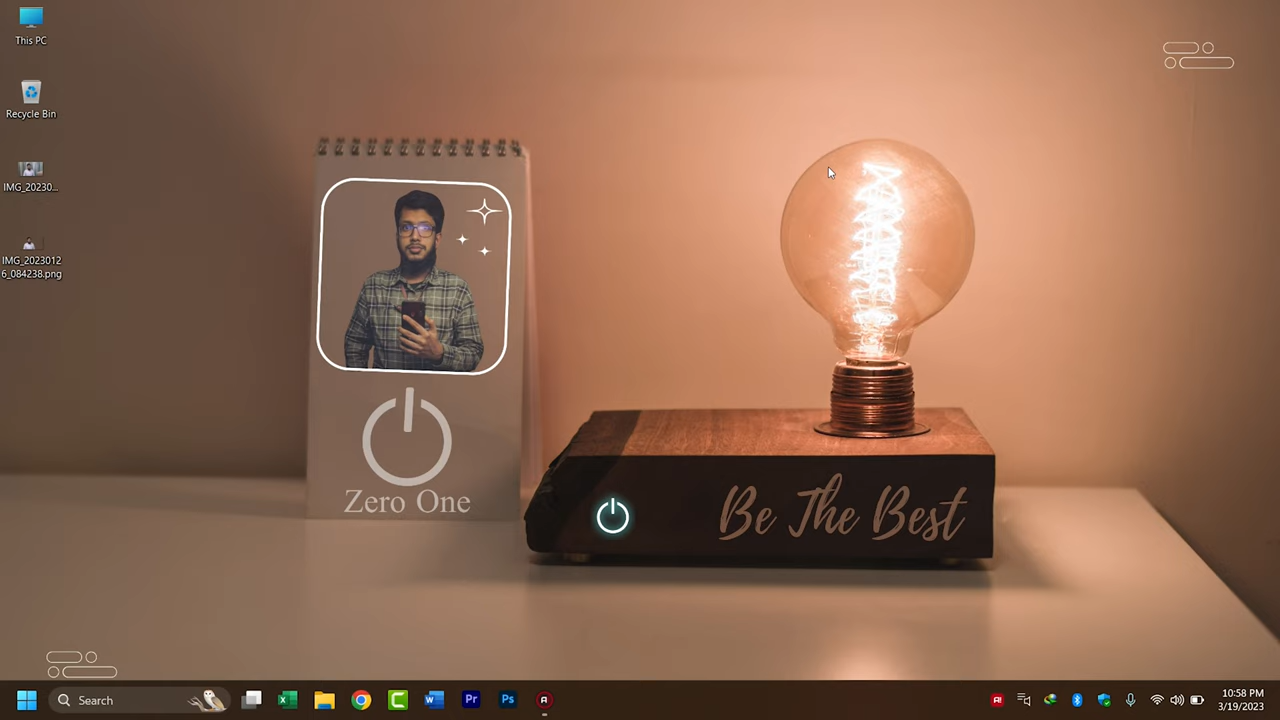 This PC
Recycle Bin
IMG_20230...
IMG_2023012
6_084238.png
Zero One
Be The Best
Search
10:58 PM
3/19/2023